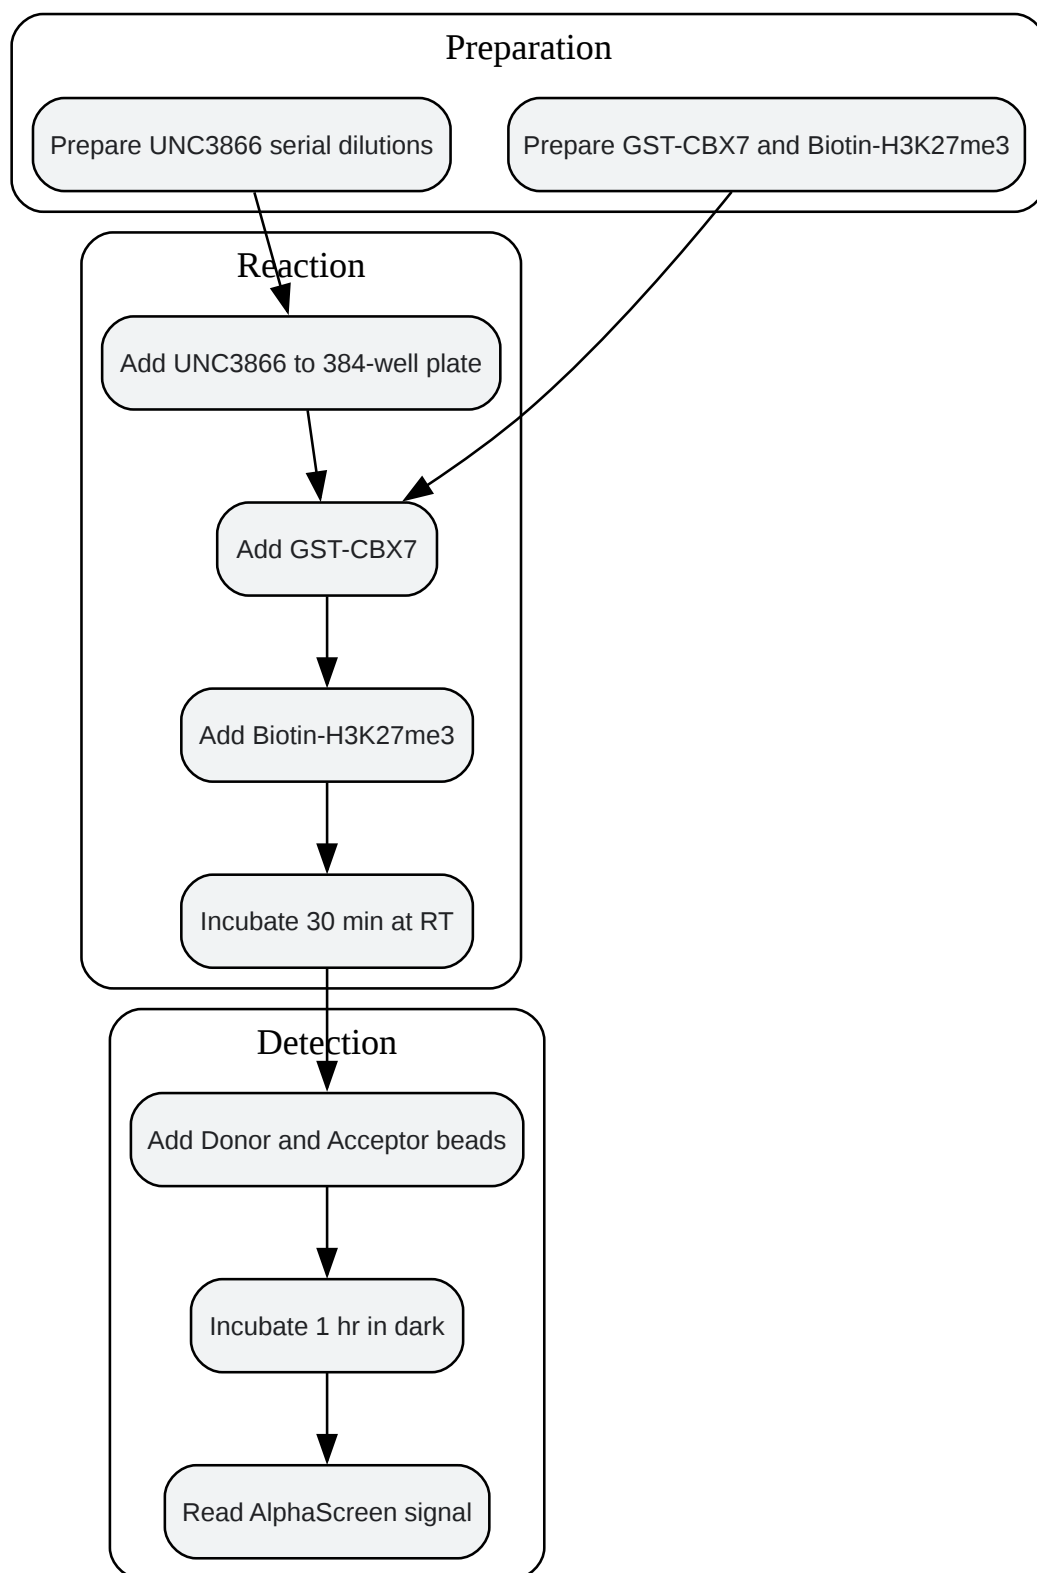 Preparation
Prepare UNC3866 serial dilutions
Prepare GST-CBX7 and Biotin-H3K27me3
Reaction
Add UNC3866 to 384-well plate
Add GST-CBX7
Add Biotin-H3K27me3
Incubate 30 min at RT
Detection
Add Donor and Acceptor beads
Incubate 1 hr in dark
Read AlphaScreen signal